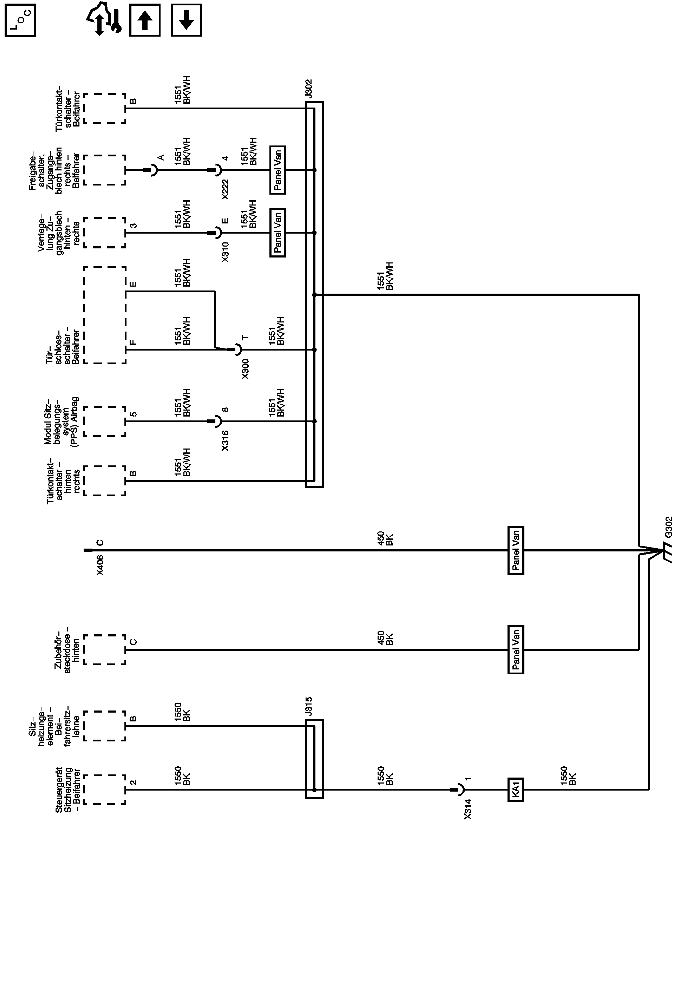 LOC
Türkontakt–
schalter –
Beifahrer
B
1551
BK/WH
J302
Freigabe–
schalter,
Zugangs–
blech hinten
rechts –
Beifahrer
A
1551
BK/WH
4
X222
1551
BK/WH
Panel Van
Verriege–
lung Zu–
gangsblech
hinten –
rechts
3
1551
BK/WH
E
X310
1551
BK/WH
Panel Van
1551
BK/WH
E
1551
BK/WH
Tür–
schloss–
schalter –
Beifahrer
F
1551
BK/WH
T
X300
1551
BK/WH
Modul Sitz–
belegungs–
system
(PPS) Airbag
5
1551
BK/WH
8
X316
1551
BK/WH
Türkontakt–
schalter –
hinten
rechts
B
1551
BK/WH
C
X406
450
BK
Panel Van
G302
Zubehör–
steckdose –
hinten
C
450
BK
Panel Van
Sitz–
heizungs–
element –
Bei–
fahrersitz–
lehne
B
1550
BK
J315
Steuergerät
Sitzheizung
– Beifahrer
2
1550
BK
1550
BK
1
X314
KA1
1550
BK